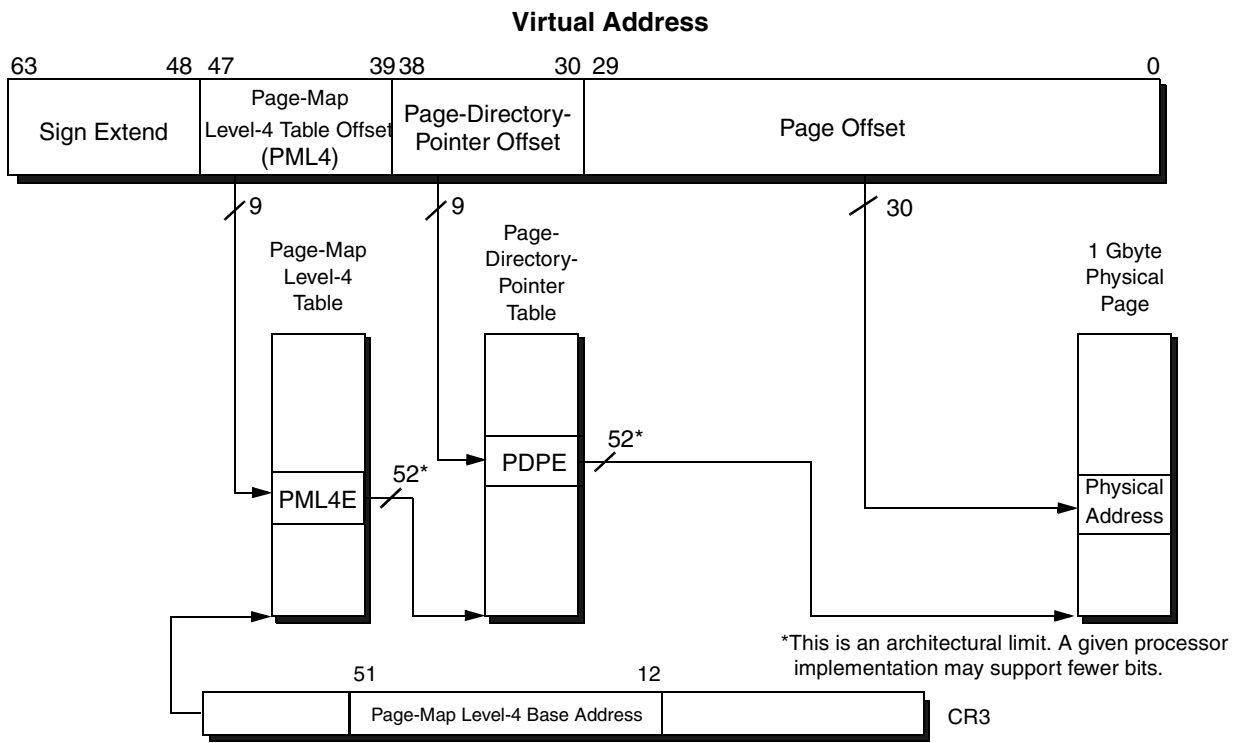 Virtual Address
63 48 47 39 38 30 29 0
Sign Extend
Page-Map
Level-4 Table Offset
(PML4)
Page-Directory-
Pointer Offset
Page Offset
9
9
30
Page-Map
Level-4
Table
Page-
Directory-
Pointer
Table
1 Gbyte
Physical
Page
PML4E
52*
PDPE
52*
Physical
Address
*This is an architectural limit. A given processor
implementation may support fewer bits.
51 12
Page-Map Level-4 Base Address
CR3